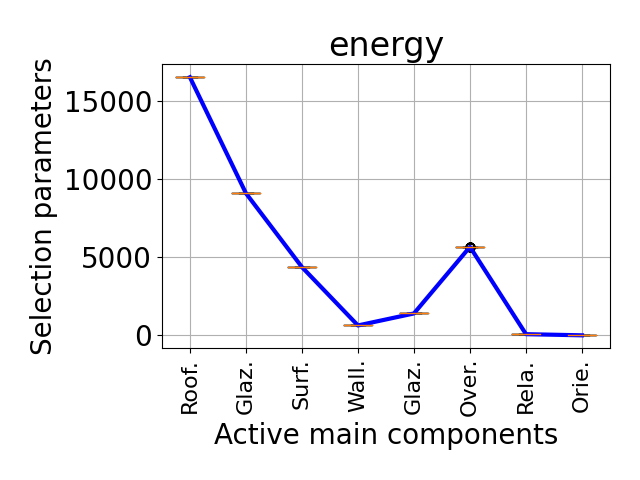 energy
Selection parameters
15000
10000
5000
0
Roof.
Glaz.
Surf.
Wall.
Glaz.
Over.
Rela.
Orie.
Active main components